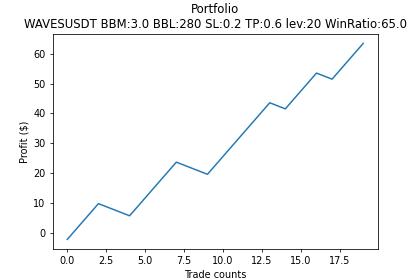 Portfolio
WAVESUSDT BBM:3.0 BBL:280 SL:0.2 TP:0.6 lev:20 WinRatio:65.0
60
50
40
30
20
10
0
Profit ($)
0.0 2.5 5.0 7.5 10.0 12.5 15.0 17.5
Trade counts